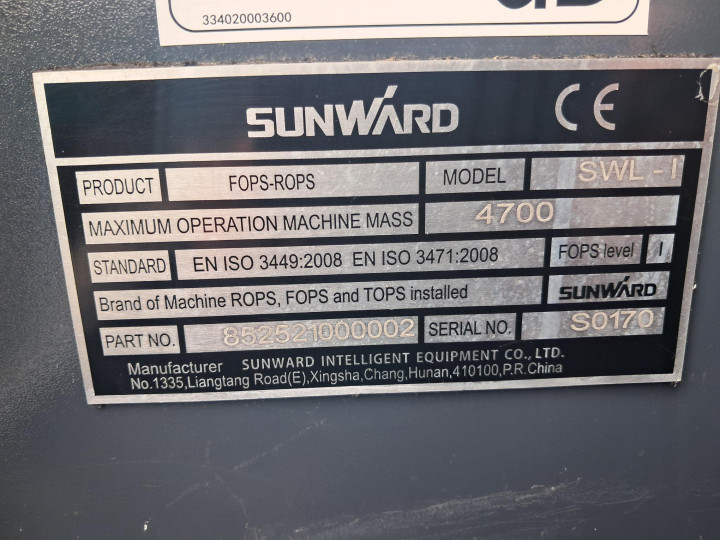 334020003600
SUNWARD CE
PRODUCT FOPS-ROPS MODEL SWL-I
MAXIMUM OPERATION MACHINE MASS 4700
STANDARD EN ISO 3449:2008 EN ISO 3471:2008 FOPS level I
Brand of Machine ROPS, FOPS and TOPS installed SUNWARD
PART NO. 852521000002 SERIAL NO. S0170
Manufacturer SUNWARD INTELLIGENT EQUIPMENT CO., LTD.
No.1335,Liangtang Road(E),Xingsha,Chang,Hunan,410100,P.R.China